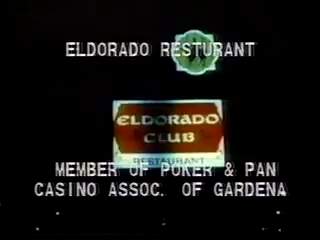 ELDORADO RESTURANT
ELDORADO
CLUB
RESTAURANT
MEMBER OF POKER & PAN
CASINO ASSOC. OF GARDENA